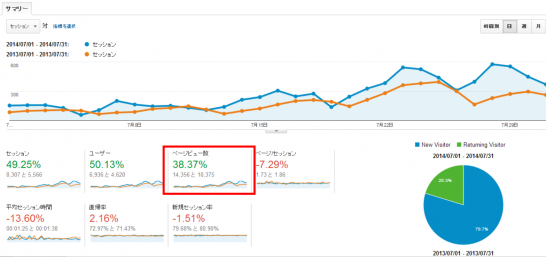 サマリー
セッション 対 指標を選択
時間別 日 週 月
2014/07/01 - 2014/07/31: セッション
2013/07/01 - 2013/07/31: セッション
600
300
7... 7月8日 7月15日 7月22日 7月29日
セッション
49.25%
8,307 と 5,566
ユーザー
50.13%
6,936 と 4,620
ページビュー数
38.37%
14,356 と 10,375
ページ/セッション
-7.29%
1.73 と 1.86
平均セッション時間
-13.60%
00:01:25 と 00:01:38
直帰率
2.16%
72.97% と 71.43%
新規セッション率
-1.51%
79.68% と 80.90%
New Visitor Returning Visitor
2014/07/01 - 2014/07/31
20.3%
79.7%
2013/07/01 - 2013/07/31